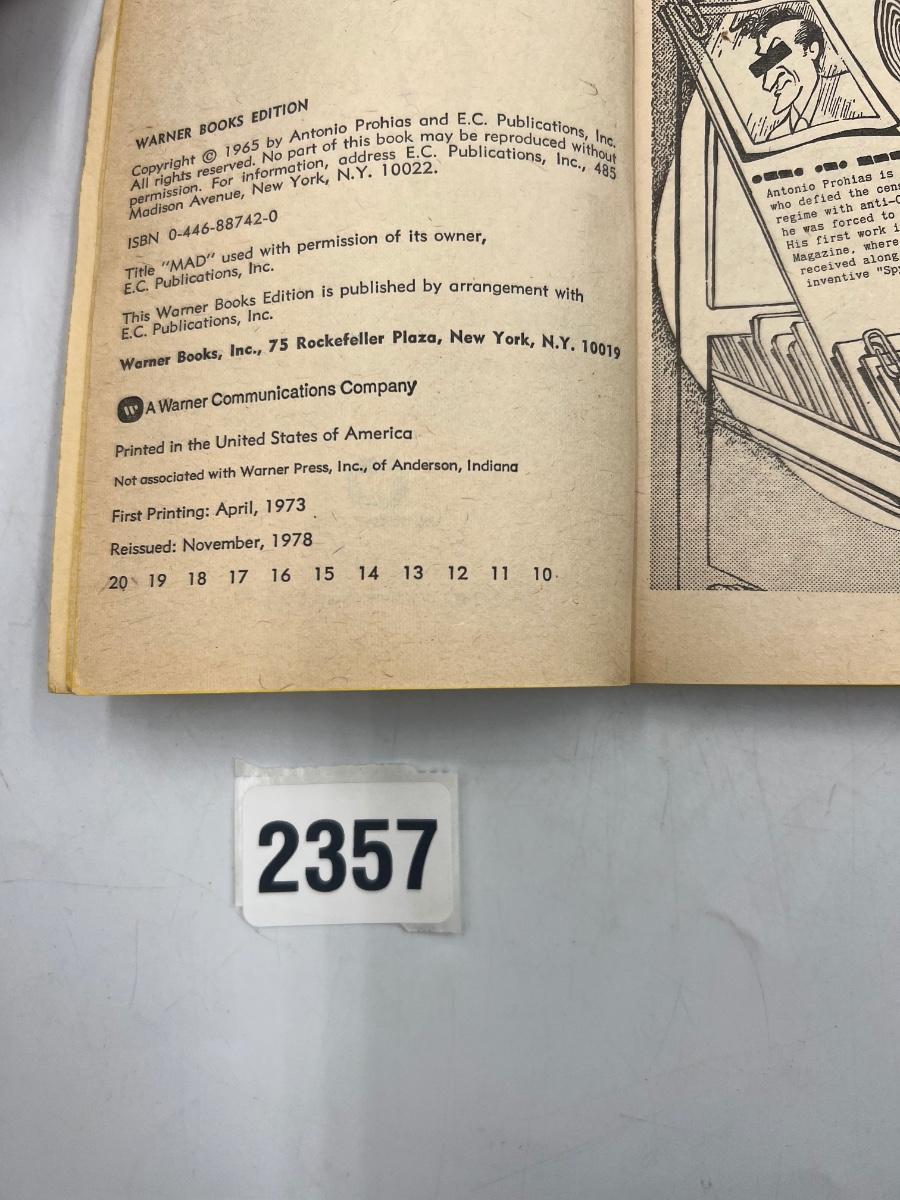 WARNER BOOKS EDITION
Copyright © 1965 by Antonio Prohias and E.C. Publications, Inc.
All rights reserved. No part of this book may be reproduced without
permission. For information, address E.C. Publications, Inc., 485
Madison Avenue, New York, N.Y. 10022.
ISBN 0-446-88742-0
Title "MAD" used with permission of its owner,
E.C. Publications, Inc.
This Warner Books Edition is published by arrangement with
E.C. Publications, Inc.
Warner Books, Inc., 75 Rockefeller Plaza, New York, N.Y. 10019
A Warner Communications Company
Printed in the United States of America
Not associated with Warner Press, Inc., of Anderson, Indiana
First Printing: April, 1973
Reissued: November, 1978
20 19 18 17 16 15 14 13 12 11 10
Antonio Prohias is
who defied the
regime with
he was forced to
His first work
Magazine, where
received along
inventive
2357